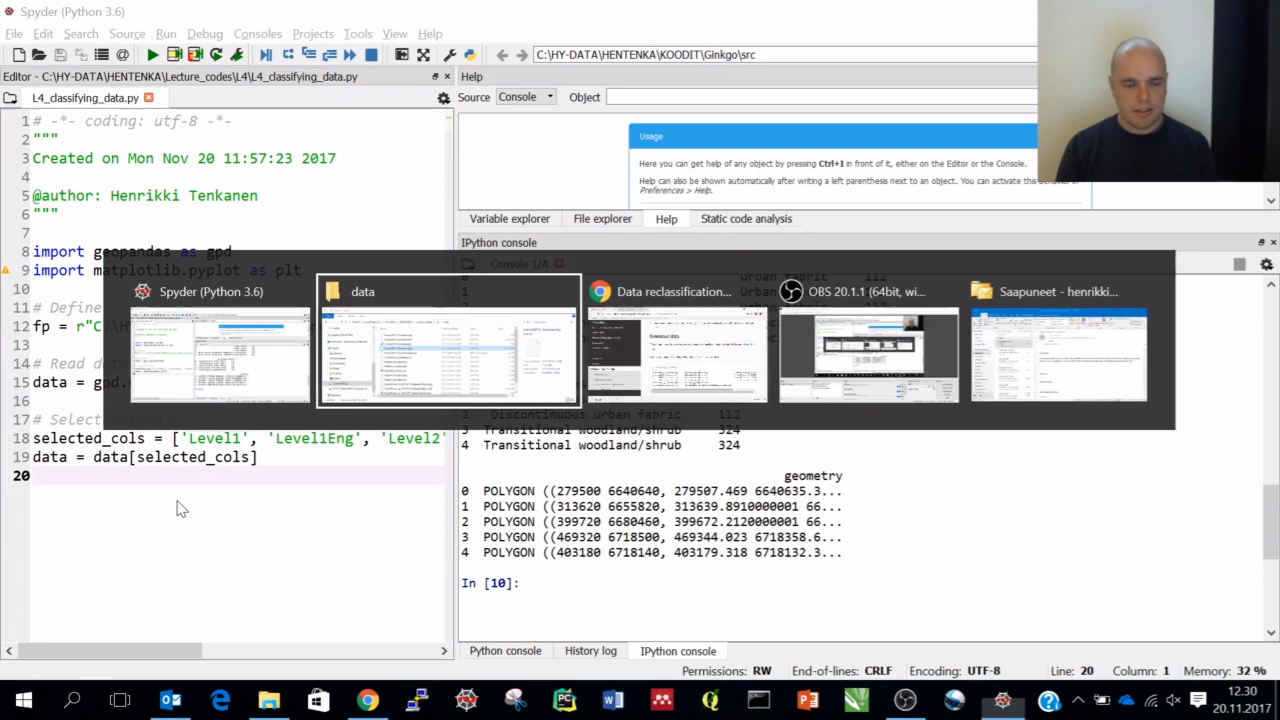 Spyder (Python 3.6)
File Edit Search Source Run Debug Consoles Projects Tools View Help
C:\HY-DATA\HENTENKA\KOODIT\Ginkgo\src
Editor - C:\HY-DATA\HENTENKA\Lecture_codes\L4\L4_classifying_data.py
L4_classifying_data.py
1 # -*- coding: utf-8 -*-
2 """
3 Created on Mon Nov 20 11:57:23 2017
4
5 @author: Henrikki Tenkanen
6 """
7
8 import geopandas as gpd
9 import matplotlib.pyplot as plt
10
11 # Define
12 fp = r"C:\H
13
14 # Read data
15 data = gpd.
16
17 # Select
18 selected_cols = ['Level1', 'Level1Eng', 'Level2'
19 data = data[selected_cols]
20
Help
Source Console Object
Usage
Here you can get help of any object by pressing Ctrl+I in front of it, either on the Editor or the Console.
Help can also be shown automatically after writing a left parenthesis next to an object. You can activate this
Preferences > Help.
Variable explorer File explorer Help Static code analysis
IPython console
Console 1/A
Spyder (Python 3.6)
data
Data reclassification...
OBS 20.1.1 (64bit, wi...
Saapuneet - henrikki...
2 Discontinuous urban fabric 112
3 Transitional woodland/shrub 324
4 Transitional woodland/shrub 324
geometry
0 POLYGON ((279500 6640640, 279507.469 6640635.3...
1 POLYGON ((313620 6655820, 313639.8910000001 66...
2 POLYGON ((399720 6680460, 399672.2120000001 66...
3 POLYGON ((469320 6718500, 469344.023 6718358.6...
4 POLYGON ((403180 6718140, 403179.318 6718132.3...
In [10]:
Python console History log IPython console
Permissions: RW End-of-lines: CRLF Encoding: UTF-8 Line: 20 Column: 1 Memory: 32 %
12.30
20.11.2017